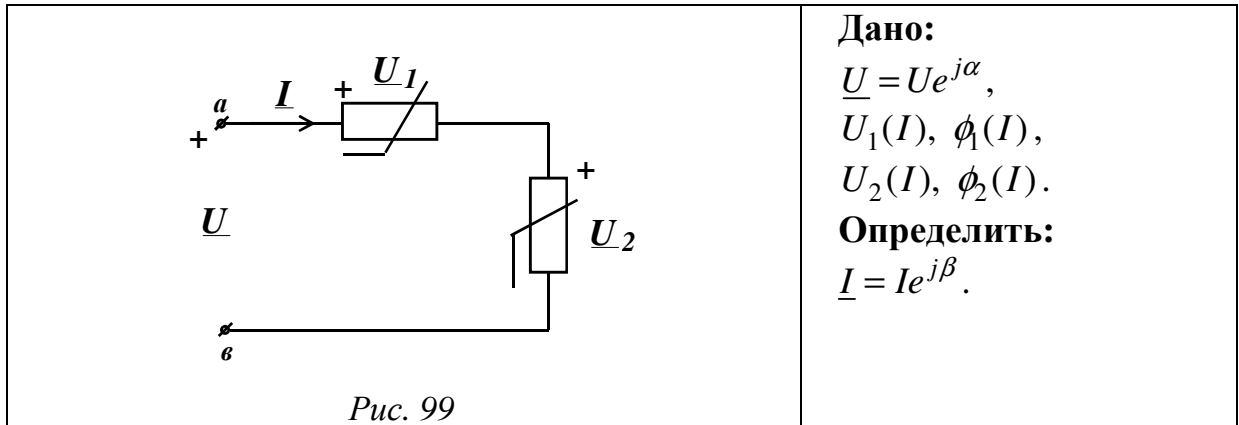 a
+
I
+
U1
U
+
U2
в
Рис. 99
Дано:
U = Ue^{jα},
U₁(I), ϕ₁(I),
U₂(I), ϕ₂(I).
Определить:
I = Ie^{jβ}.